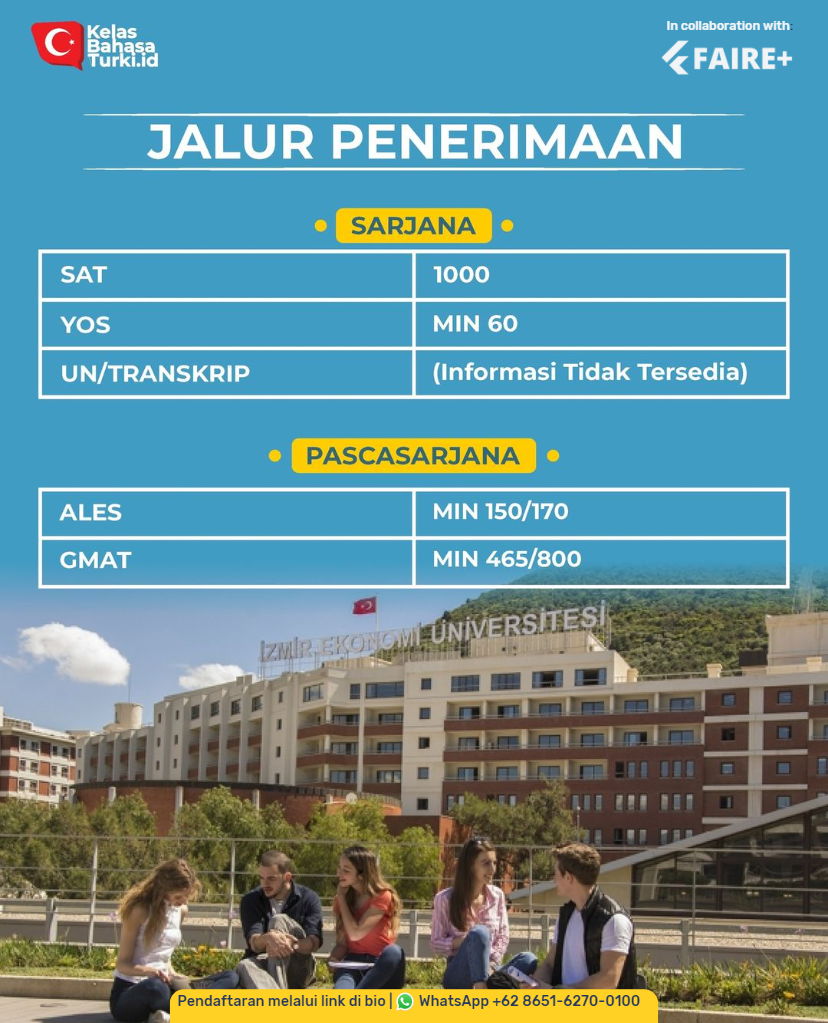 Kelas
Bahasa
Turki.id
In collaboration with:
FAIRE+
JALUR PENERIMAAN
SARJANA
SAT 1000
YOS MIN 60
UN/TRANSKRIP (Informasi Tidak Tersedia)
PASCASARJANA
ALES MIN 150/170
GMAT MIN 465/800
İZMİR EKONOMİ ÜNİVERSİTESİ
Pendaftaran melalui link di bio | WhatsApp +62 8651-6270-0100